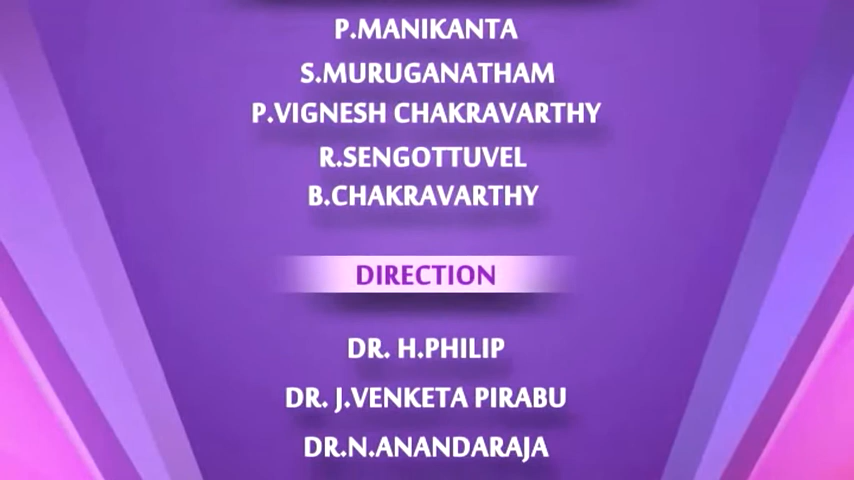 P.MANIKANTA
S.MURUGANATHAM
P.VIGNESH CHAKRAVARTHY
R.SENGOTTUVEL
B.CHAKRAVARTHY
DIRECTION
DR. H.PHILIP
DR. J.VENKETA PIRABU
DR.N.ANANDARAJA